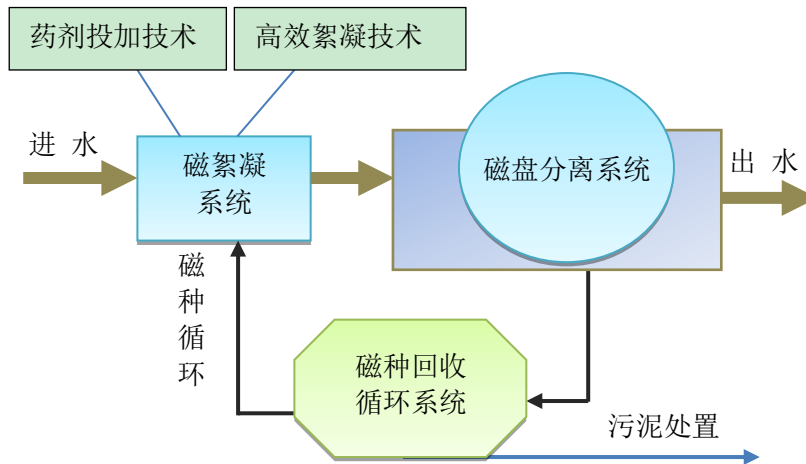 药剂投加技术
高效絮凝技术
进 水
磁絮凝
系统
磁盘分离系统
出 水
磁
种
循
环
磁种回收
循环系统
污泥处置